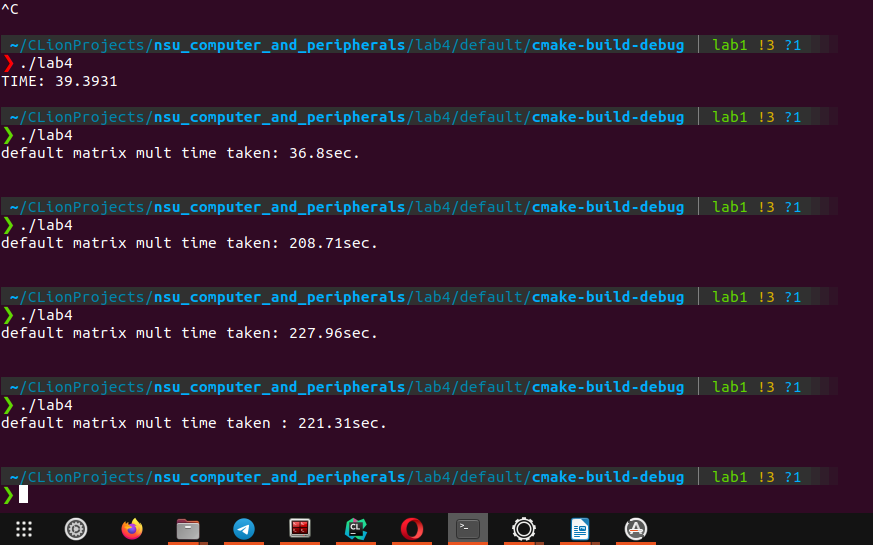 ^C
~/CLionProjects/nsu_computer_and_peripherals/lab4/default/cmake-build-debug | lab1 !3 ?1
❯ ./lab4
TIME: 39.3931
~/CLionProjects/nsu_computer_and_peripherals/lab4/default/cmake-build-debug | lab1 !3 ?1
❯ ./lab4
default matrix mult time taken: 36.8sec.
~/CLionProjects/nsu_computer_and_peripherals/lab4/default/cmake-build-debug | lab1 !3 ?1
❯ ./lab4
default matrix mult time taken: 208.71sec.
~/CLionProjects/nsu_computer_and_peripherals/lab4/default/cmake-build-debug | lab1 !3 ?1
❯ ./lab4
default matrix mult time taken: 227.96sec.
~/CLionProjects/nsu_computer_and_peripherals/lab4/default/cmake-build-debug | lab1 !3 ?1
❯ ./lab4
default matrix mult time taken : 221.31sec.
~/CLionProjects/nsu_computer_and_peripherals/lab4/default/cmake-build-debug | lab1 !3 ?1
❯
CL